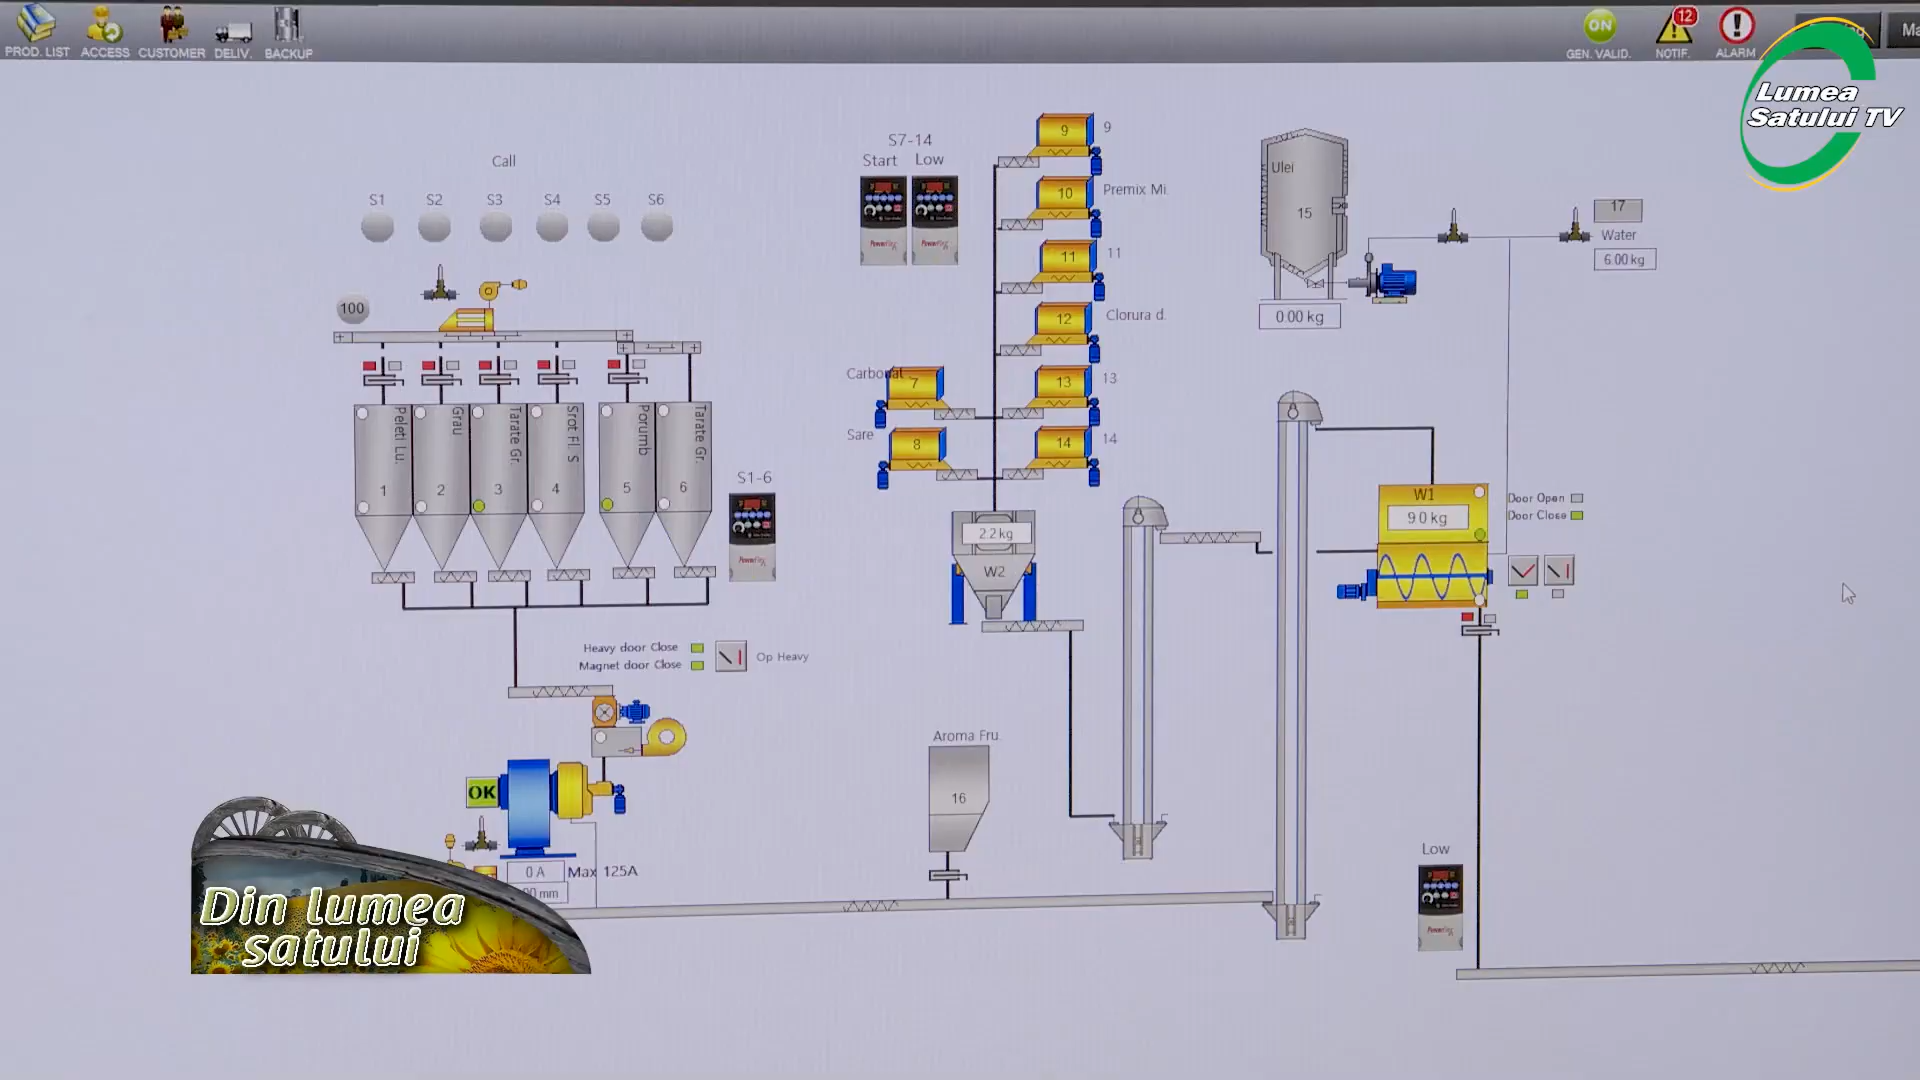 PROD. LIST
ACCESS
CUSTOMER
DELIV.
BACKUP
ON
GEN. VALID.
12
NOTIF.
ALARM
Lumea
Satului TV
Call
S1
S2
S3
S4
S5
S6
100
Peleti Lu.
Grau
Tarate Gr.
Srot Fl. S
Porumb
Tarate Gr.
1
2
3
4
5
6
S1-6
S7-14
Start Low
9 9
10 Premix Mi.
11 11
12 Clorura d.
Carbonat 7
13 13
Sare 8
14 14
2.2 kg
W2
Ulei
15
0.00 kg
17
Water
6.00 kg
W1
9.0 kg
Door Open
Door Close
Heavy door Close
Magnet door Close
Op Heavy
OK
0 A Max 125A
mm
Aroma Fru.
16
Low
Din lumea
satului